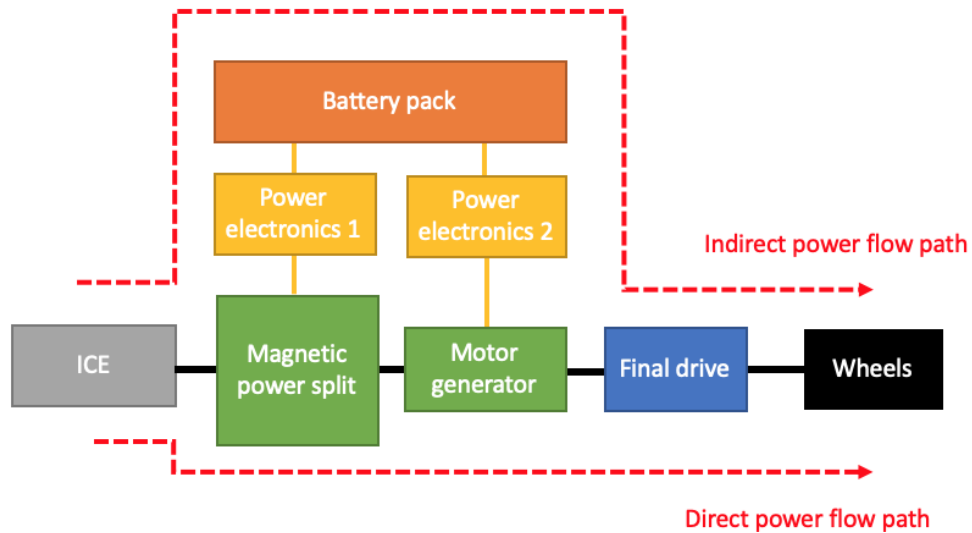 Battery pack
Power
electronics 1
Power
electronics 2
Indirect power flow path
ICE
Magnetic
power split
Motor
generator
Final drive
Wheels
Direct power flow path